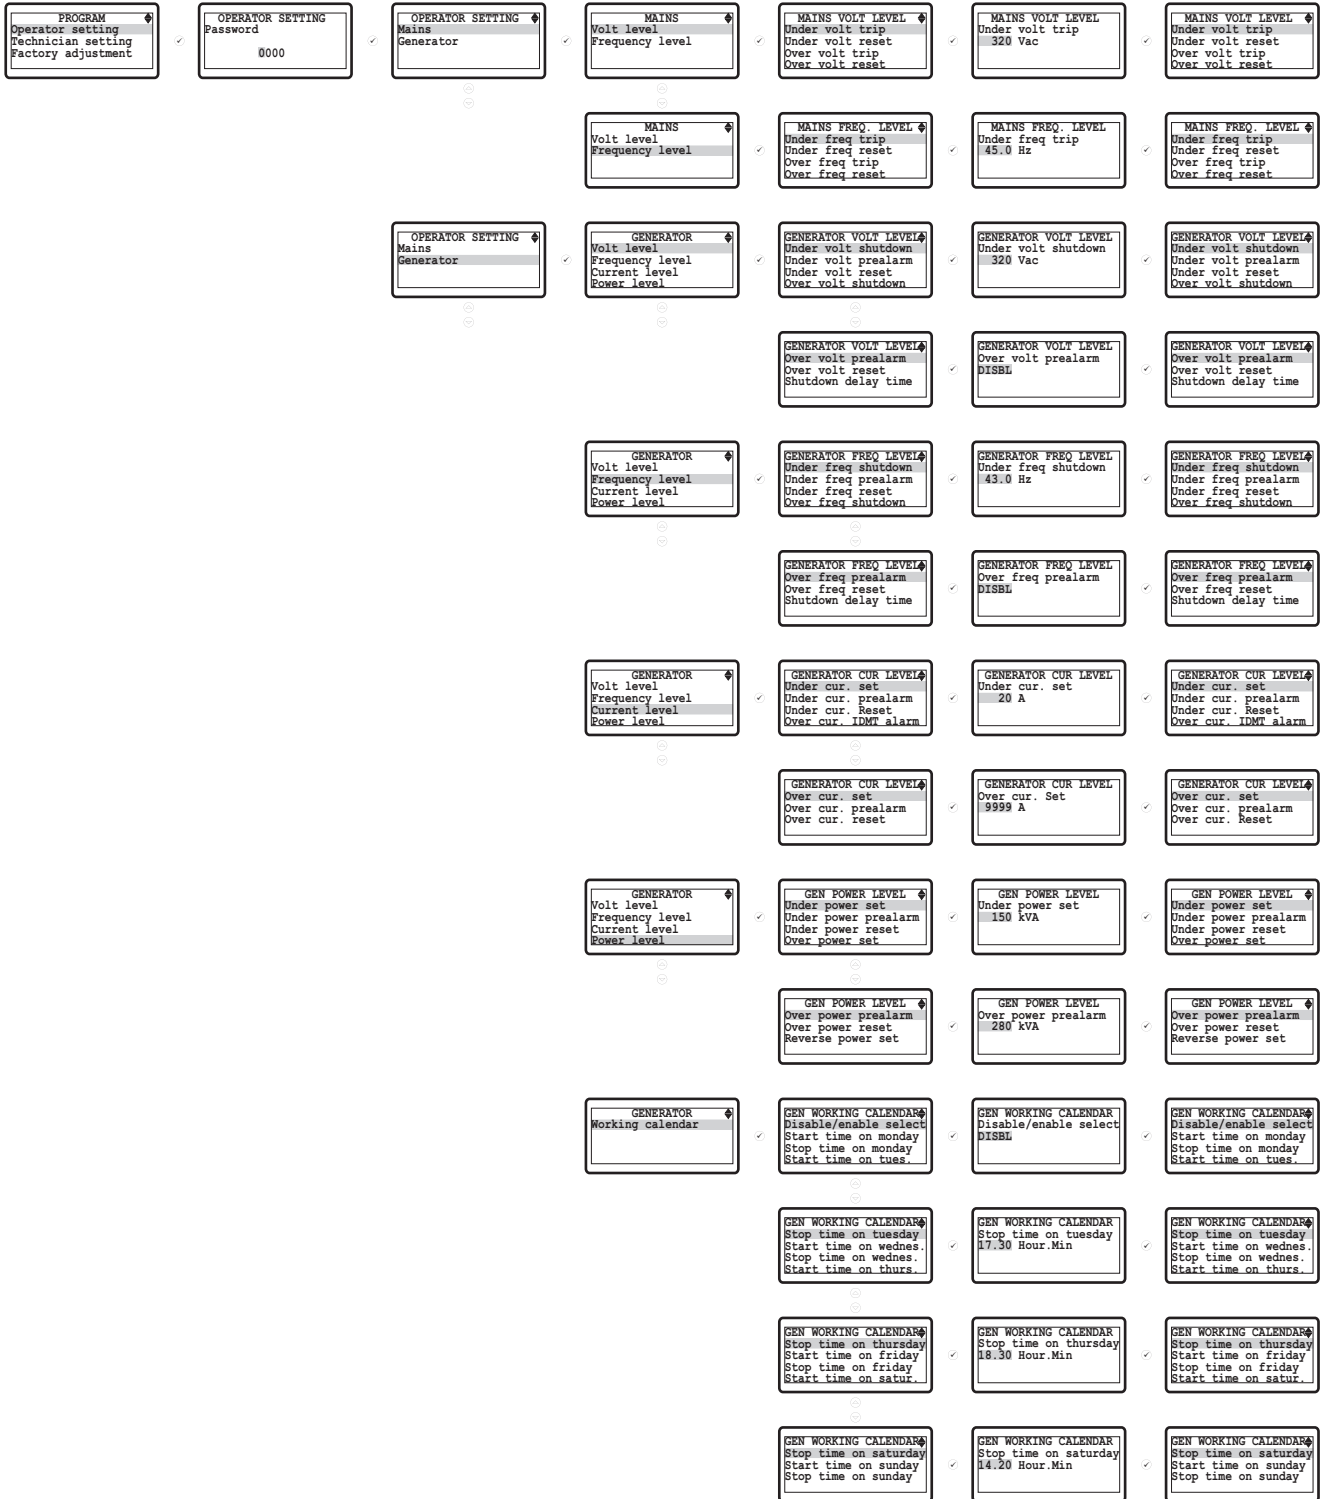 PROGRAM
Operator setting
Technician setting
Factory adjustment
OPERATOR SETTING
Password
0000
OPERATOR SETTING
Mains
Generator
MAINS
Volt level
Frequency level
MAINS VOLT LEVEL
Under volt trip
Under volt reset
Over volt trip
Over volt reset
MAINS VOLT LEVEL
Under volt trip
320 Vac
MAINS VOLT LEVEL
Under volt trip
Under volt reset
Over volt trip
Over volt reset
MAINS
Volt level
Frequency level
MAINS FREQ. LEVEL
Under freq trip
Under freq reset
Over freq trip
Over freq reset
MAINS FREQ. LEVEL
Under freq trip
45.0 Hz
MAINS FREQ. LEVEL
Under freq trip
Under freq reset
Over freq trip
Over freq reset
OPERATOR SETTING
Mains
Generator
GENERATOR
Volt level
Frequency level
Current level
Power level
GENERATOR VOLT LEVEL
Under volt shutdown
Under volt prealarm
Under volt reset
Over volt shutdown
GENERATOR VOLT LEVEL
Under volt shutdown
320 Vac
GENERATOR VOLT LEVEL
Under volt shutdown
Under volt prealarm
Under volt reset
Over volt shutdown
GENERATOR VOLT LEVEL
Over volt prealarm
Over volt reset
Shutdown delay time
GENERATOR VOLT LEVEL
Over volt prealarm
DISBL
GENERATOR VOLT LEVEL
Over volt prealarm
Over volt reset
Shutdown delay time
GENERATOR
Volt level
Frequency level
Current level
Power level
GENERATOR FREQ LEVEL
Under freq shutdown
Under freq prealarm
Under freq reset
Over freq shutdown
GENERATOR FREQ LEVEL
Under freq shutdown
43.0 Hz
GENERATOR FREQ LEVEL
Under freq shutdown
Under freq prealarm
Under freq reset
Over freq shutdown
GENERATOR FREQ LEVEL
Over freq prealarm
Over freq reset
Shutdown delay time
GENERATOR FREQ LEVEL
Over freq prealarm
DISBL
GENERATOR FREQ LEVEL
Over freq prealarm
Over freq reset
Shutdown delay time
GENERATOR
Volt level
Frequency level
Current level
Power level
GENERATOR CUR LEVEL
Under cur. set
Under cur. prealarm
Under cur. Reset
Over cur. IDMT alarm
GENERATOR CUR LEVEL
Under cur. set
20 A
GENERATOR CUR LEVEL
Under cur. set
Under cur. prealarm
Under cur. Reset
Over cur. IDMT alarm
GENERATOR CUR LEVEL
Over cur. set
Over cur. prealarm
Over cur. reset
GENERATOR CUR LEVEL
Over cur. Set
9999 A
GENERATOR CUR LEVEL
Over cur. set
Over cur. prealarm
Over cur. Reset
GENERATOR
Volt level
Frequency level
Current level
Power level
GEN POWER LEVEL
Under power set
Under power prealarm
Under power reset
Over power set
GEN POWER LEVEL
Under power set
150 kVA
GEN POWER LEVEL
Under power set
Under power prealarm
Under power reset
Over power set
GEN POWER LEVEL
Over power prealarm
Over power reset
Reverse power set
GEN POWER LEVEL
Over power prealarm
280 kVA
GEN POWER LEVEL
Over power prealarm
Over power reset
Reverse power set
GENERATOR
Working calendar
GEN WORKING CALENDAR
Disable/enable select
Start time on monday
Stop time on monday
Start time on tues.
GEN WORKING CALENDAR
Disable/enable select
DISBL
GEN WORKING CALENDAR
Disable/enable select
Start time on monday
Stop time on monday
Start time on tues.
GEN WORKING CALENDAR
Stop time on tuesday
Start time on wednes.
Stop time on wednes.
Start time on thurs.
GEN WORKING CALENDAR
Stop time on tuesday
17.30 Hour.Min
GEN WORKING CALENDAR
Stop time on tuesday
Start time on wednes.
Stop time on wednes.
Start time on thurs.
GEN WORKING CALENDAR
Stop time on thursday
Start time on friday
Stop time on friday
Start time on satur.
GEN WORKING CALENDAR
Stop time on thursday
18.30 Hour.Min
GEN WORKING CALENDAR
Stop time on thursday
Start time on friday
Stop time on friday
Start time on satur.
GEN WORKING CALENDAR
Stop time on saturday
Start time on sunday
Stop time on sunday
GEN WORKING CALENDAR
Stop time on saturday
14.20 Hour.Min
GEN WORKING CALENDAR
Stop time on saturday
Start time on sunday
Stop time on sunday